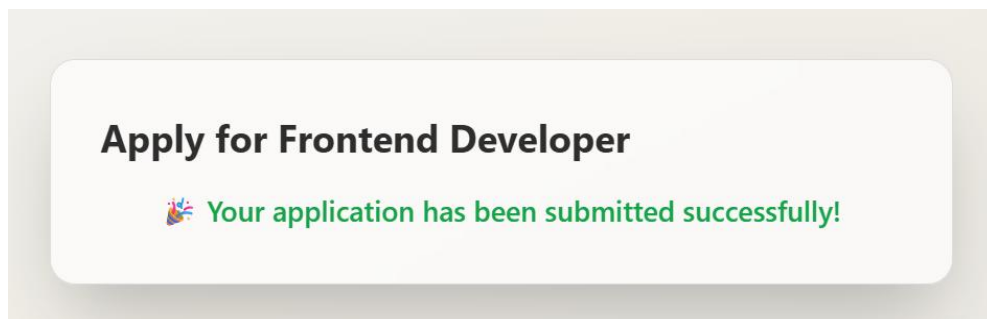 Apply for Frontend Developer
🎉 Your application has been submitted successfully!